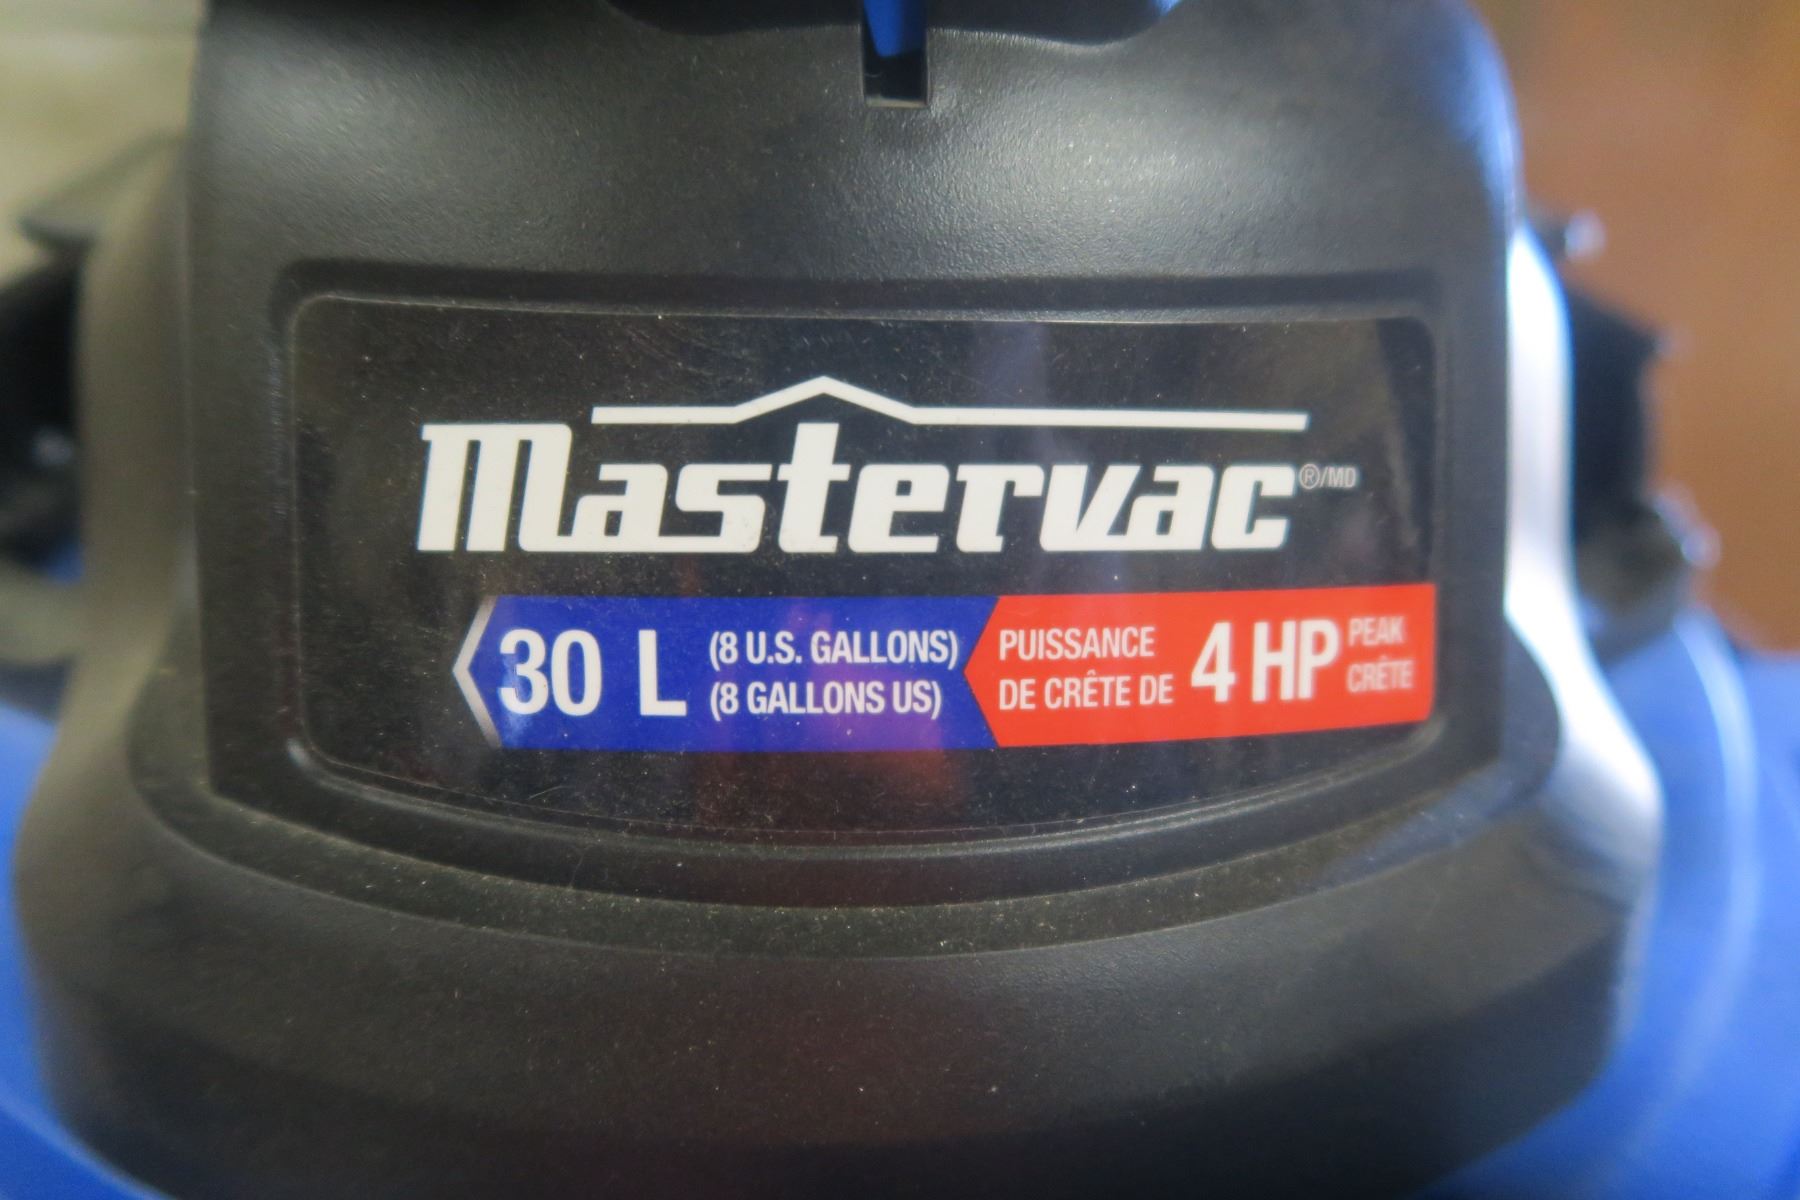 Mastervac®/MD
30 L (8 U.S. GALLONS)
(8 GALLONS US)
PUISSANCE
DE CRÊTE DE 4 HP PEAK
CRÊTE